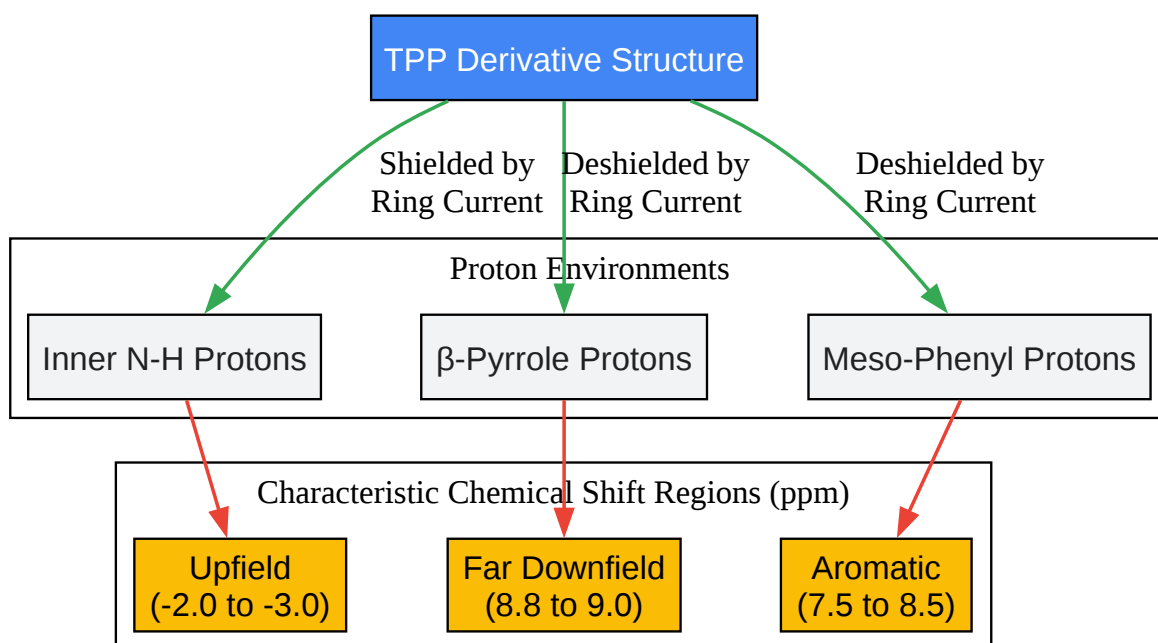 TPP Derivative Structure
Shielded by
Ring Current
Deshielded by
Ring Current
Deshielded by
Ring Current
Proton Environments
Inner N-H Protons
β-Pyrrole Protons
Meso-Phenyl Protons
Characteristic Chemical Shift Regions (ppm)
Upfield
(-2.0 to -3.0)
Far Downfield
(8.8 to 9.0)
Aromatic
(7.5 to 8.5)